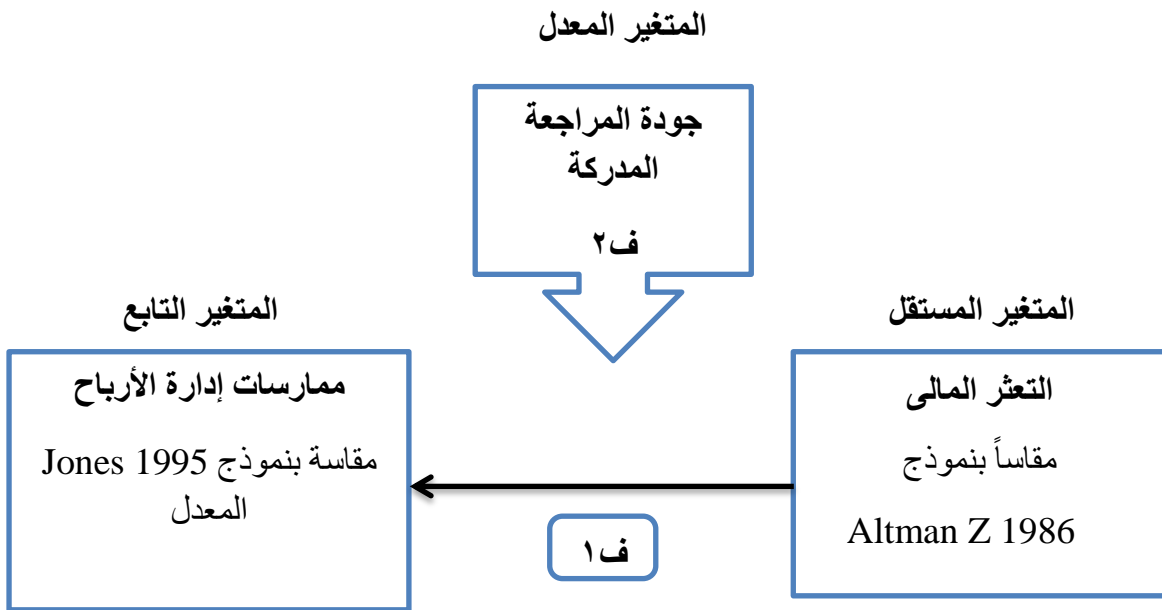 المتغير المعدل
جودة المراجعة
المدركة
ف٢
المتغير المستقل
المتغير التابع
التعثر المالى
مقاساً بنموذج
Altman Z 1986
ممارسات إدارة الأرباح
مقاسة بنموذج Jones 1995
المعدل
ف١